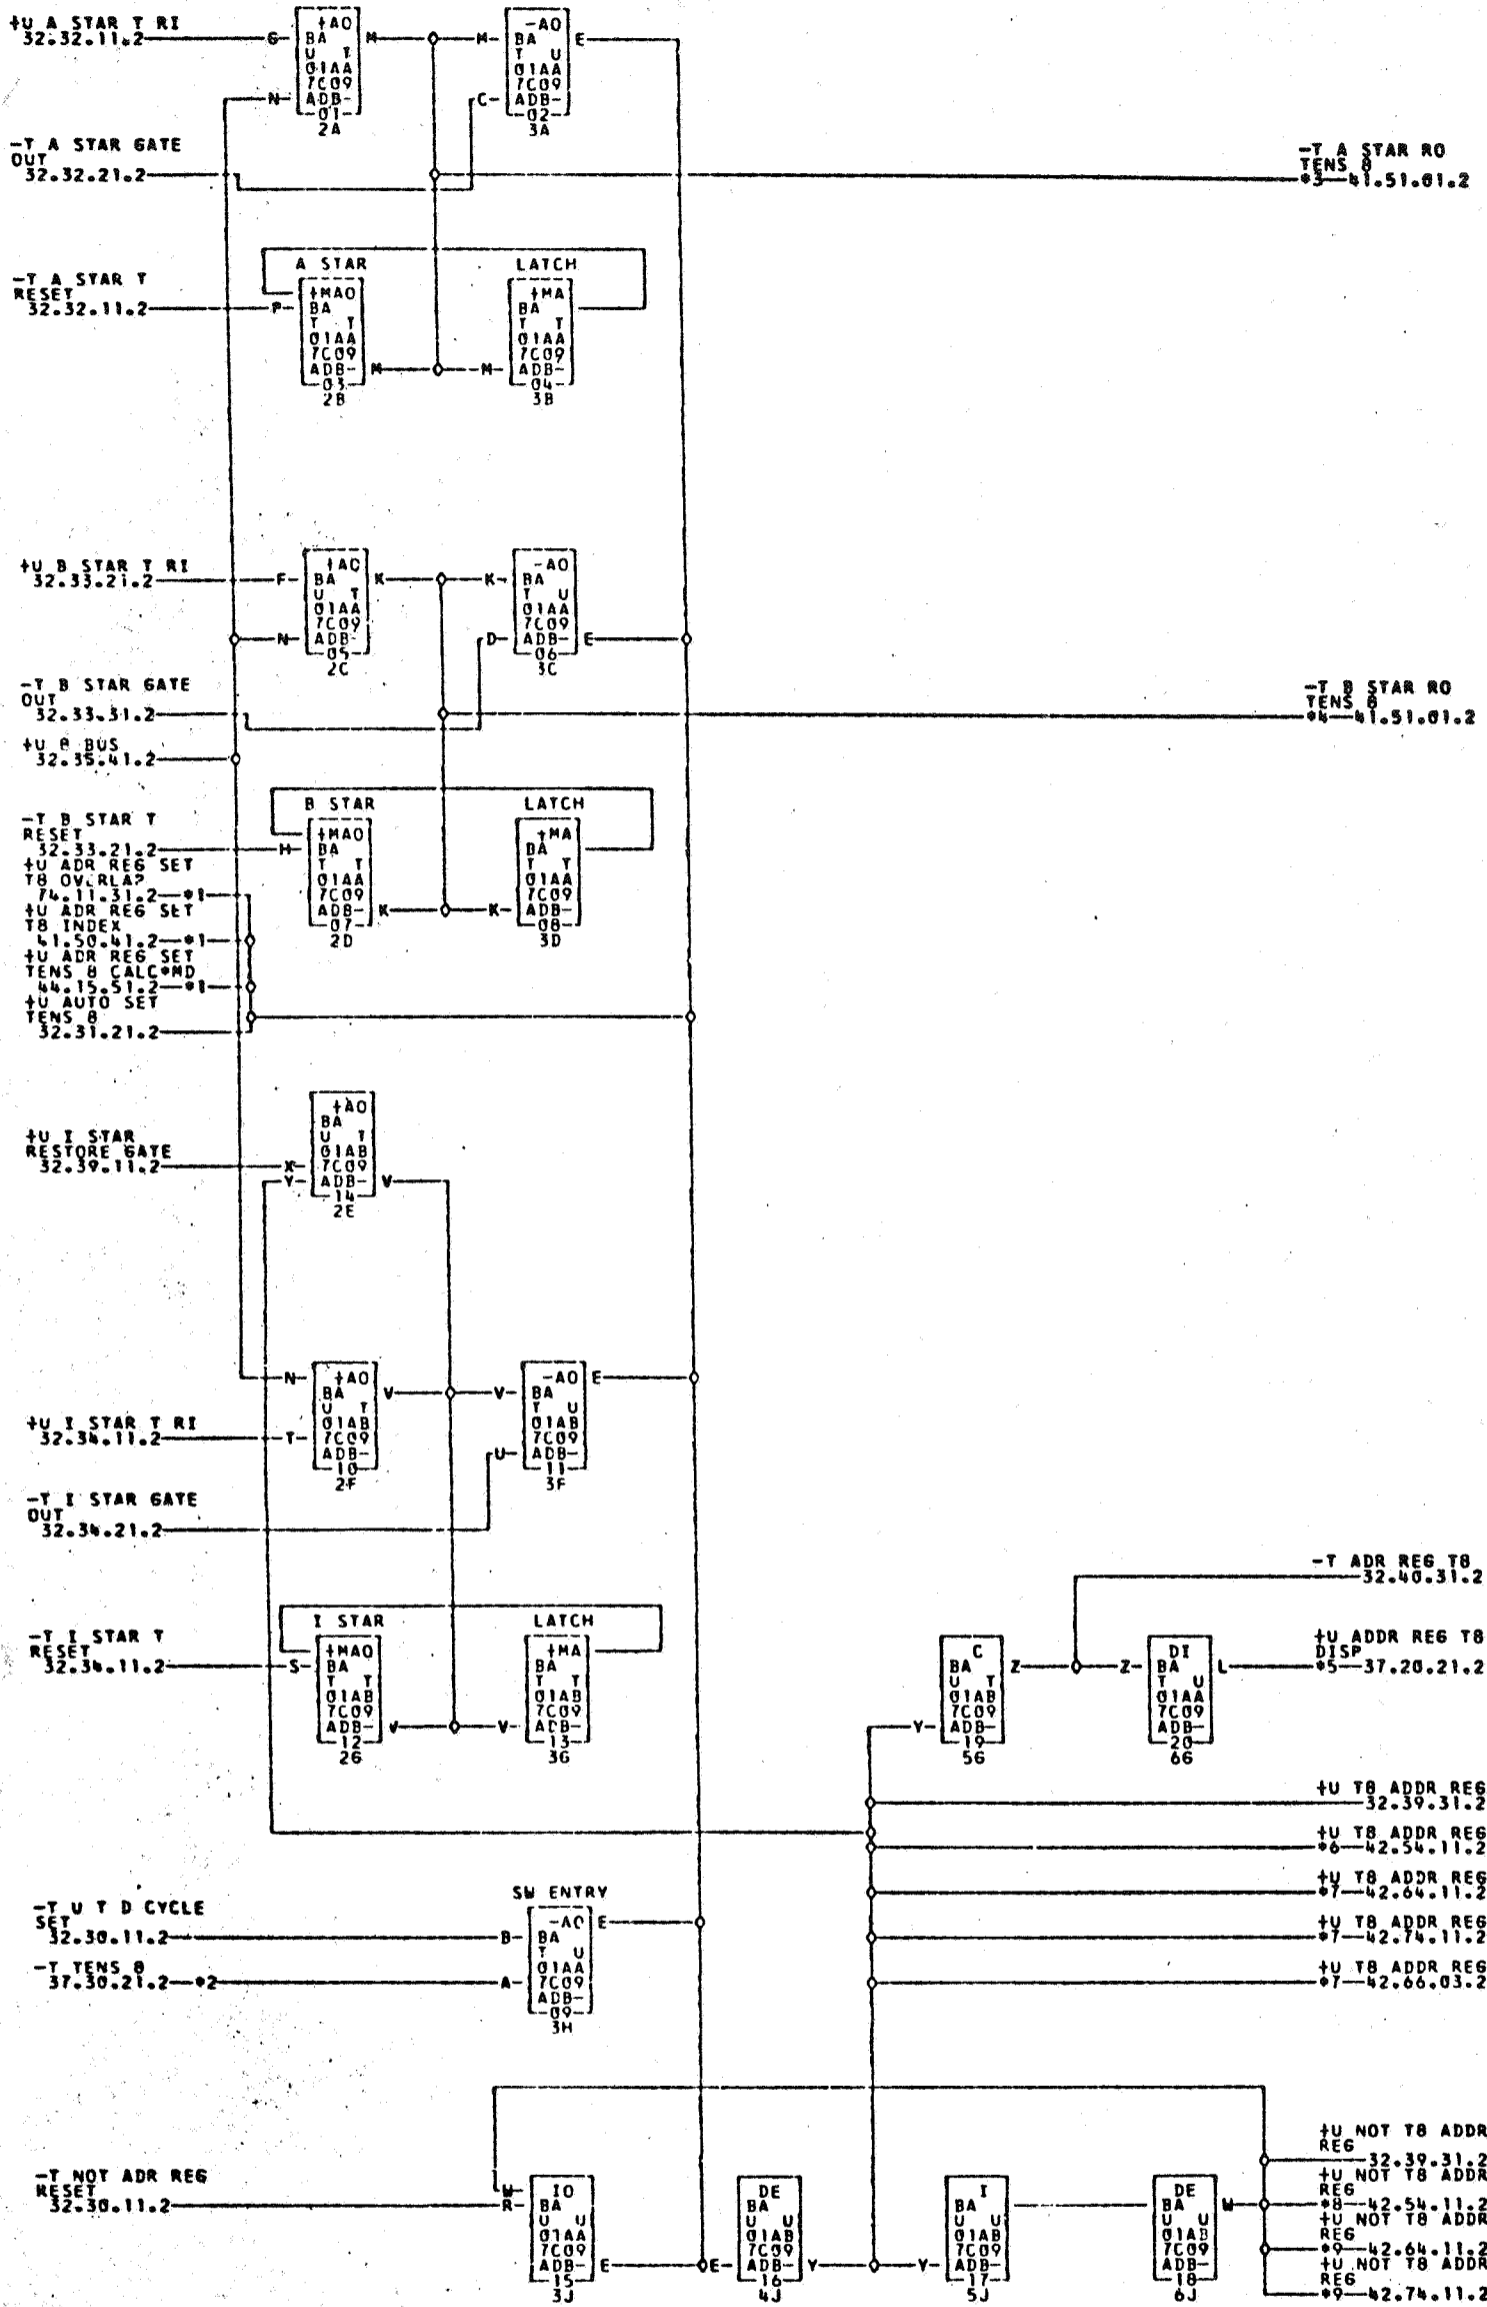 +U A STAR T RI
32.32.11.2 G
+AO
BA M
U T
01AA
7C09
N ADB-
01
2A
-AO
M BA E
T U
01AA
7C09
C ADB-
02
3A
-T A STAR GATE
OUT
32.32.21.2
-T A STAR RO
TENS 8
*3 41.51.01.2
-T A STAR T
RESET
32.32.11.2 P
A STAR LATCH
+MAO
BA
T T
01AA
7C09
ADB- M
03
2B
+MA
BA
T T
01AA
7C09
M ADB-
04
3B
+U B STAR T RI
32.33.21.2 F
+AO
BA K
U T
01AA
7C09
N ADB-
05
2C
-AO
K BA
T U
01AA
7C09
D ADB- E
06
3C
-T B STAR GATE
OUT
32.33.31.2
-T B STAR RO
TENS 8
*4 41.51.01.2
+U 8 BUS
32.35.41.2
-T B STAR T
RESET
32.33.21.2 H
+U ADR REG SET
T8 OVERLAP
74.11.31.2 *1
+U ADR REG SET
T8 INDEX
41.50.41.2 *1
+U ADR REG SET
TENS 8 CALC*MD
44.15.51.2 *1
+U AUTO SET
TENS 8
32.31.21.2
B STAR LATCH
+MAO
BA
T T
01AA
7C09
ADB- K
07
2D
+MA
BA
T T
01AA
7C09
K ADB-
08
3D
+U I STAR
RESTORE GATE
32.39.11.2 X
+AO
BA
U T
01AB
7C09
Y ADB- V
14
2E
N +AO
BA V
U T
01AB
7C09
ADB-
10
2F
+U I STAR T RI
32.34.11.2 T
-AO E
V BA
T U
01AB
7C09
U ADB-
11
3F
-T I STAR GATE
OUT
32.34.21.2
-T I STAR T
RESET
32.34.11.2 S
I STAR LATCH
+MAO
BA
T T
01AB
7C09
ADB- V
12
2G
+MA
BA
T T
01AB
7C09
V ADB-
13
3G
C
BA Z
U T
01AB
7C09
Y ADB-
19
5G
DI
Z BA L
T U
01AA
7C09
ADB-
20
6G
-T ADR REG T8
32.40.31.2
+U ADDR REG T8
DISP
*5 37.20.21.2
+U T8 ADDR REG
32.39.31.2
+U T8 ADDR REG
*6 42.54.11.2
+U T8 ADDR REG
*7 42.64.11.2
+U T8 ADDR REG
*7 42.74.11.2
+U T8 ADDR REG
*7 42.66.03.2
-T U T D CYCLE
SET
32.30.11.2 B
-T TENS 8
37.30.21.2 *2 A
SW ENTRY
-AO E
BA
T U
01AA
7C09
ADB-
09
3H
-T NOT ADR REG
RESET
32.30.11.2
W IO
R BA
U U
01AA
7C09
ADB- E
15
3J
DE
BA
U U
01AB
7C09
E ADB- Y
16
4J
I
BA
U U
01AB
7C09
Y ADB-
17
5J
DE
BA W
U U
01AB
7C09
ADB-
18
6J
+U NOT T8 ADDR
REG
32.39.31.2
+U NOT T8 ADDR
REG
*8 42.54.11.2
+U NOT T8 ADDR
REG
*9 42.64.11.2
+U NOT T8 ADDR
REG
*9 42.74.11.2